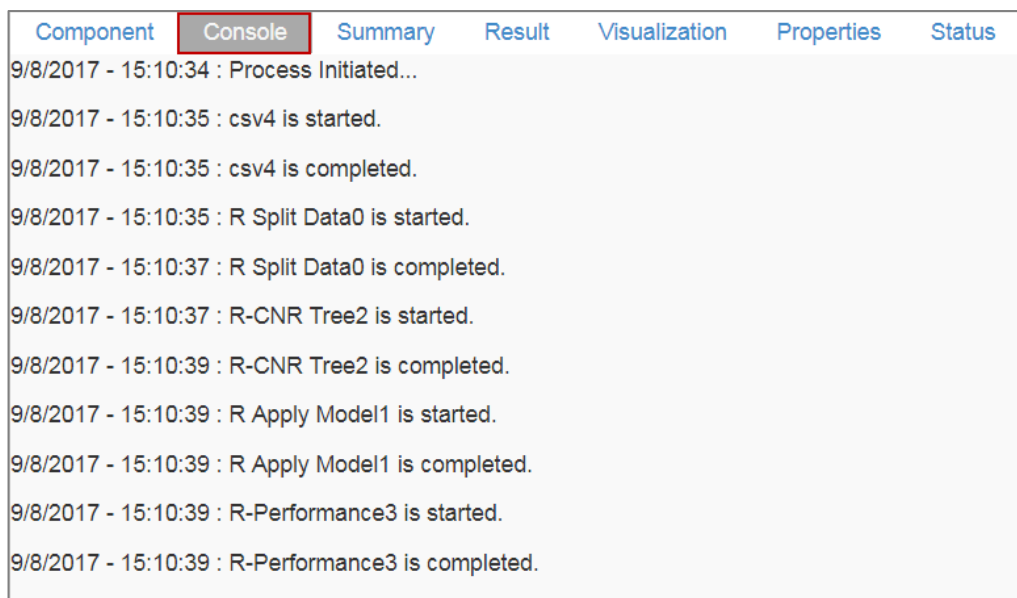 Component Console Summary Result Visualization Properties Status
9/8/2017 - 15:10:34 : Process Initiated...
9/8/2017 - 15:10:35 : csv4 is started.
9/8/2017 - 15:10:35 : csv4 is completed.
9/8/2017 - 15:10:35 : R Split Data0 is started.
9/8/2017 - 15:10:37 : R Split Data0 is completed.
9/8/2017 - 15:10:37 : R-CNR Tree2 is started.
9/8/2017 - 15:10:39 : R-CNR Tree2 is completed.
9/8/2017 - 15:10:39 : R Apply Model1 is started.
9/8/2017 - 15:10:39 : R Apply Model1 is completed.
9/8/2017 - 15:10:39 : R-Performance3 is started.
9/8/2017 - 15:10:39 : R-Performance3 is completed.